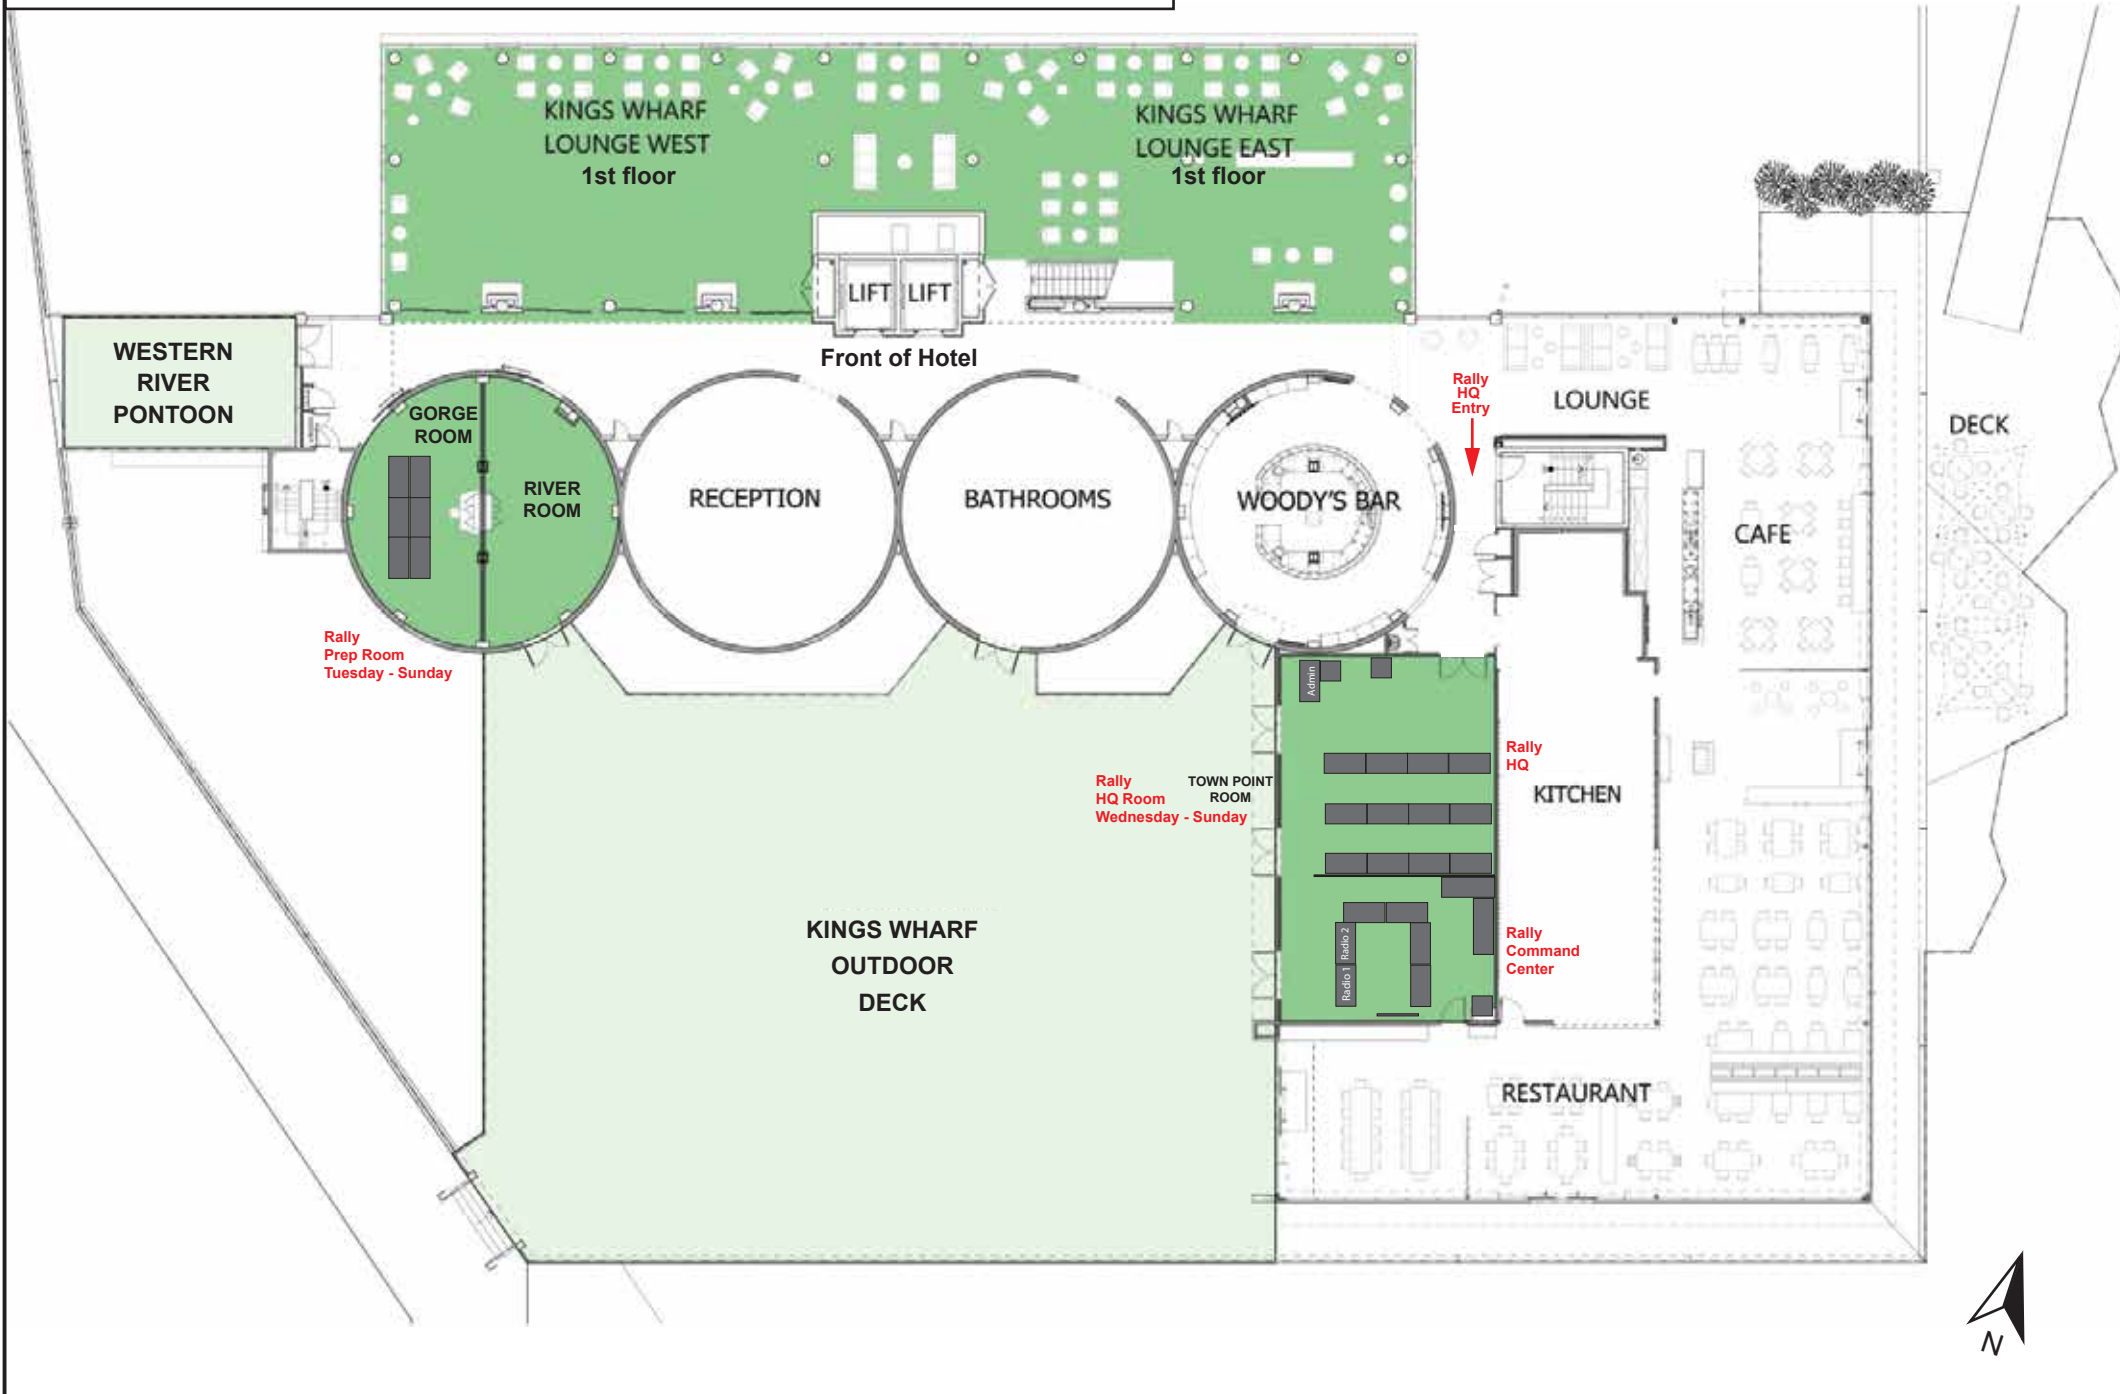 KINGS WHARF
LOUNGE WEST
1st floor
KINGS WHARF
LOUNGE EAST
1st floor
LIFT
LIFT
Front of Hotel
WESTERN
RIVER
PONTOON
GORGE
ROOM
RIVER
ROOM
RECEPTION
BATHROOMS
WOODY'S BAR
Rally
HQ
Entry
LOUNGE
DECK
CAFE
Rally
Prep Room
Tuesday - Sunday
Admin
Rally
HQ
Rally
HQ Room
Wednesday - Sunday
TOWN POINT
ROOM
KITCHEN
KINGS WHARF
OUTDOOR
DECK
Radio 2
Radio 1
Rally
Command
Center
RESTAURANT
N